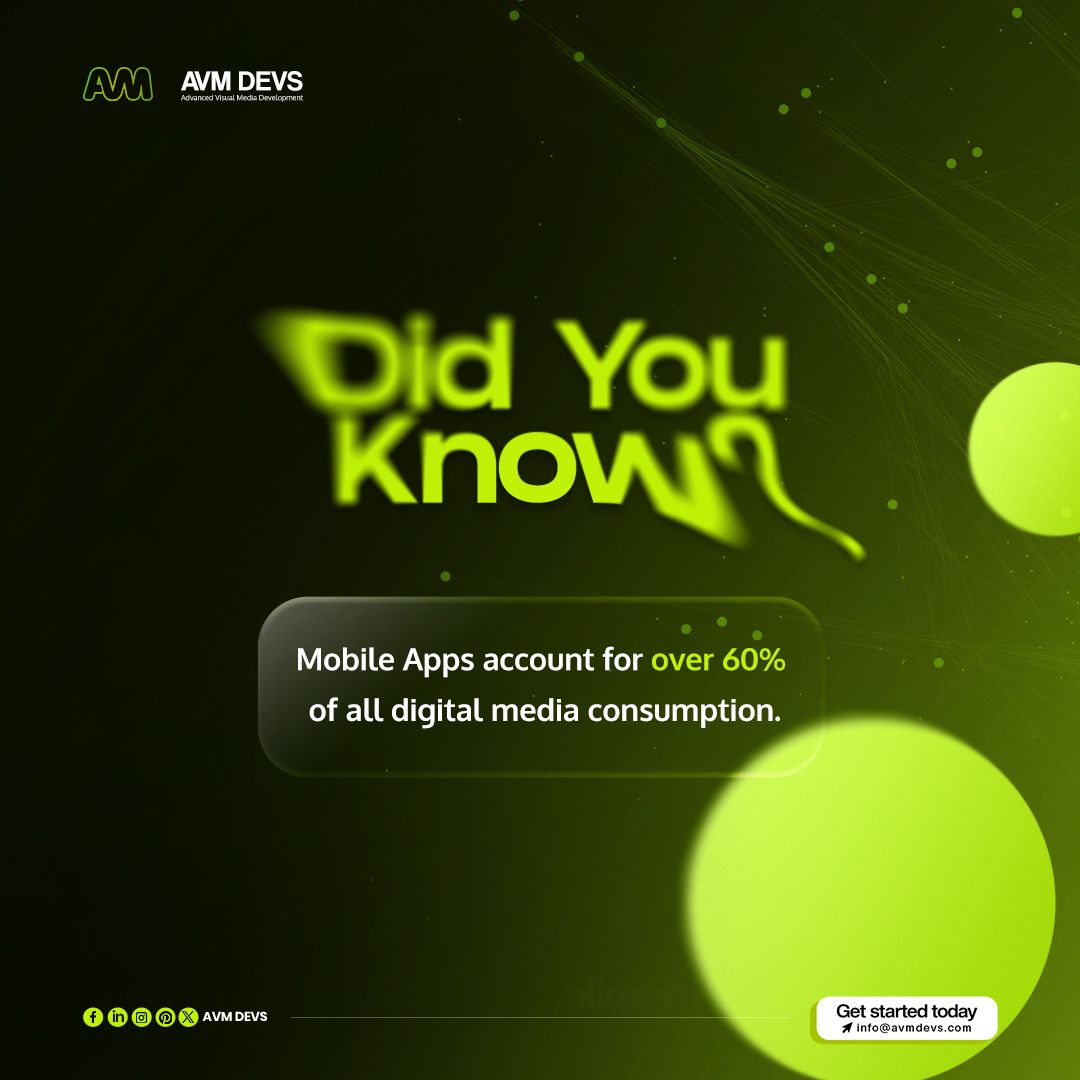 AVM
AVM DEVS
Advanced Visual Media Development
Did You
Know?
Mobile Apps account for over 60%
of all digital media consumption.
AVM DEVS
Get started today
info@avmdevs.com